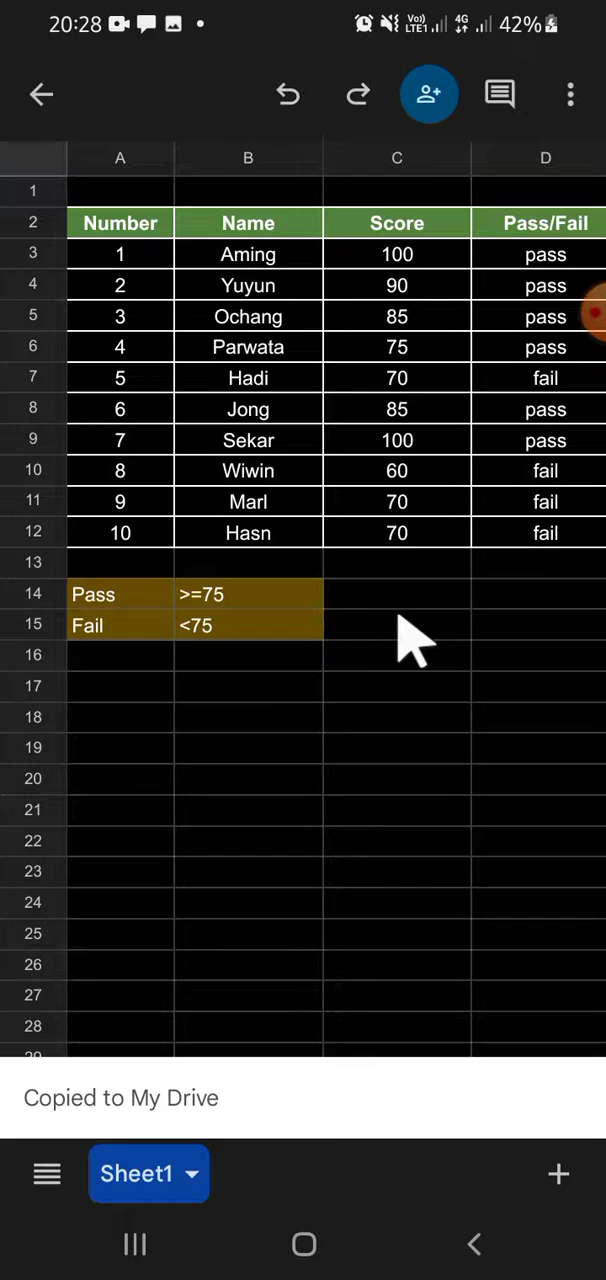 20:28 Vo)) LTE1 4G 42%
A B C D
1
2 Number Name Score Pass/Fail
3 1 Aming 100 pass
4 2 Yuyun 90 pass
5 3 Ochang 85 pass
6 4 Parwata 75 pass
7 5 Hadi 70 fail
8 6 Jong 85 pass
9 7 Sekar 100 pass
10 8 Wiwin 60 fail
11 9 Marl 70 fail
12 10 Hasn 70 fail
13
14 Pass >=75
15 Fail <75
16
17
18
19
20
21
22
23
24
25
26
27
28
29
Copied to My Drive
Sheet1